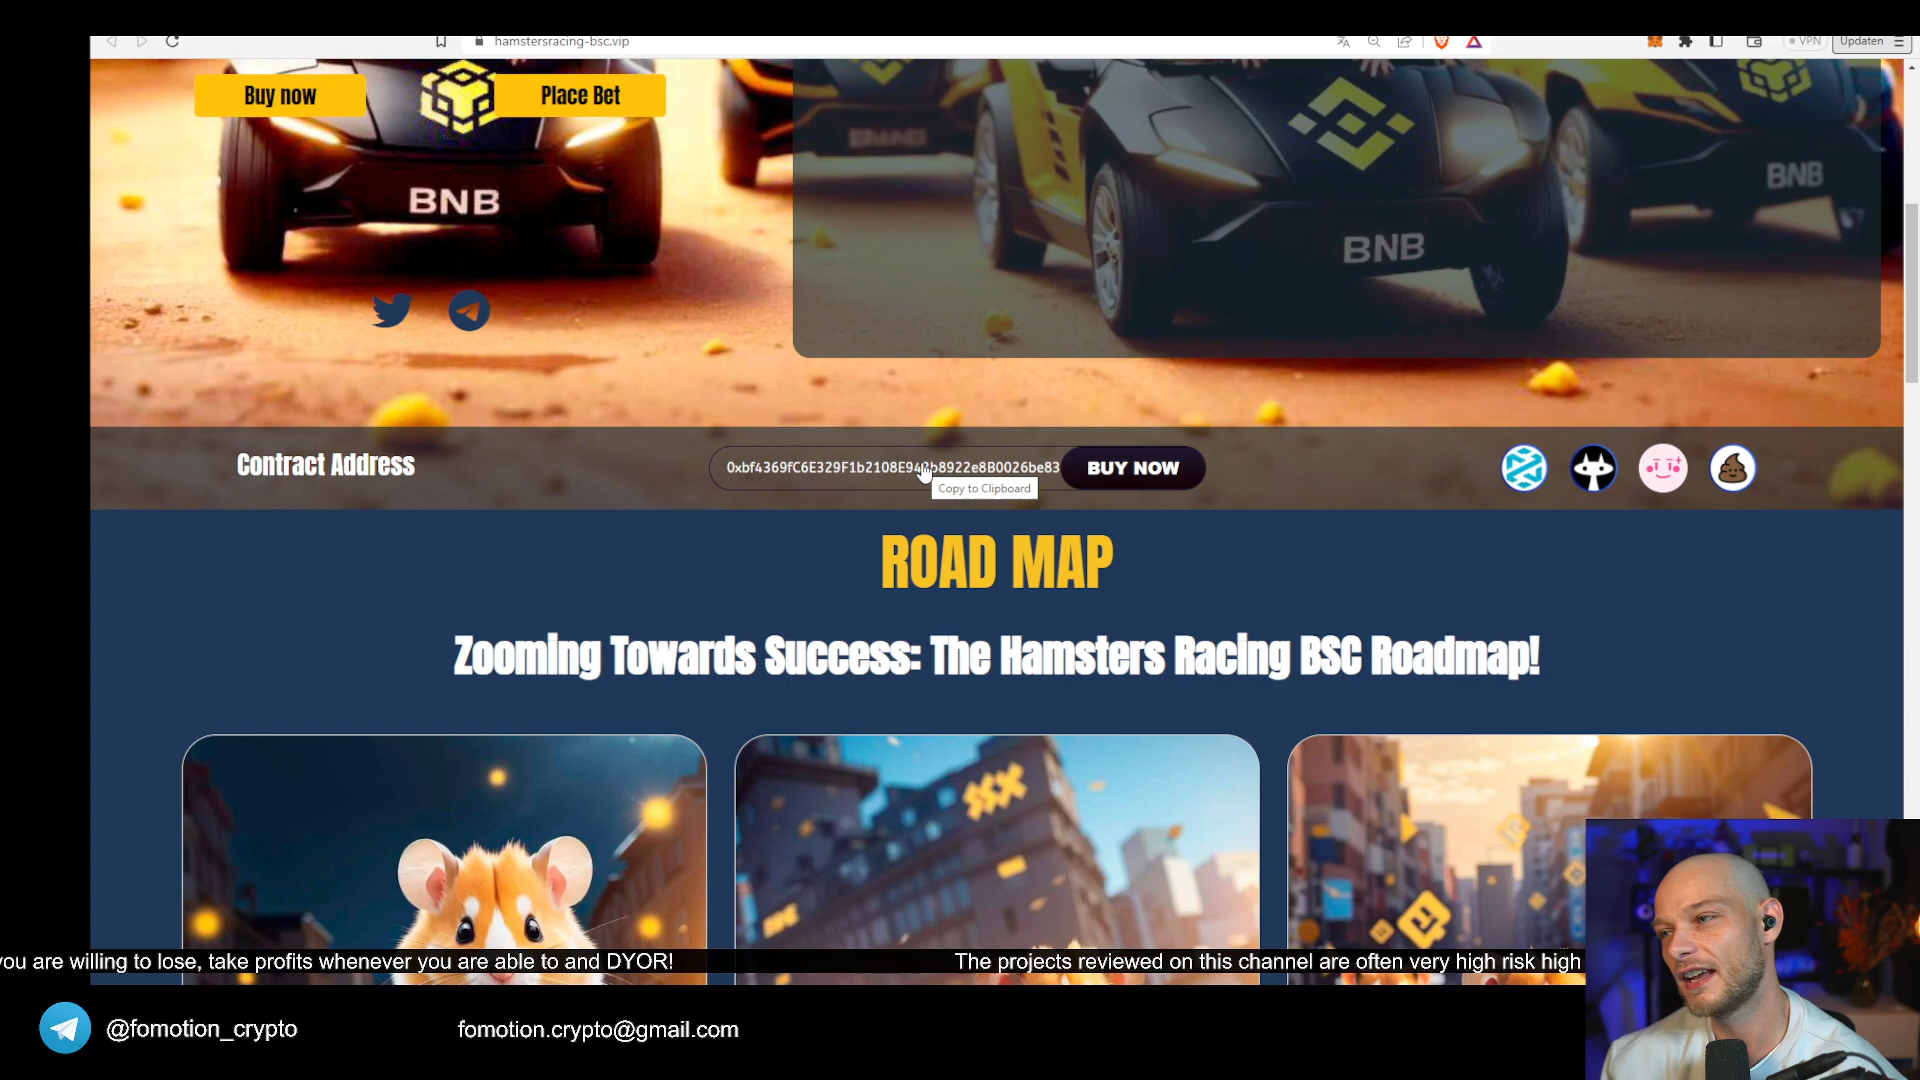 hamstersracing-bsc.vip
VPN
Updaten
Buy now
Place Bet
BNB
BNB
BNB
Contract Address
BUY NOW
Copy to Clipboard
ROAD MAP
Zooming Towards Success: The Hamsters Racing BSC Roadmap!
you are willing to lose, take profits whenever you are able to and DYOR!
The projects reviewed on this channel are often very high risk high
@fomotion_crypto
fomotion.crypto@gmail.com